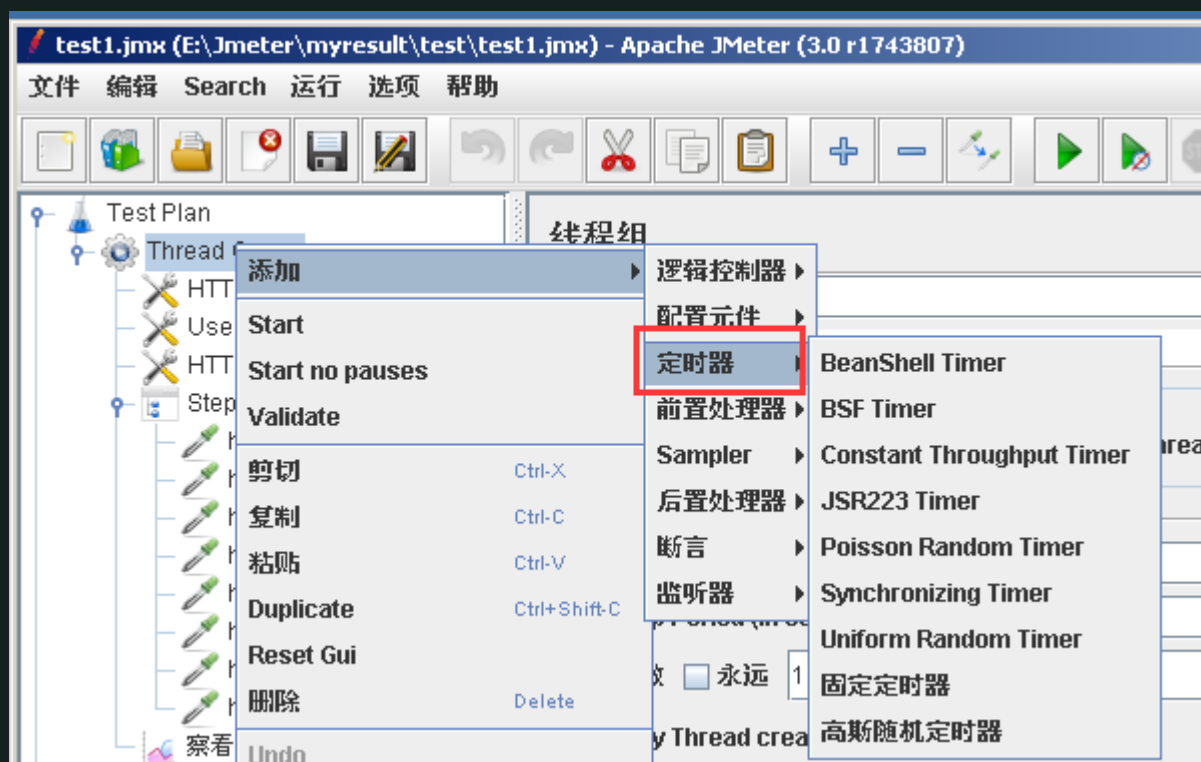 test1.jmx (E:\Jmeter\myresult\test\test1.jmx) - Apache JMeter (3.0 r1743807)
文件 编辑 Search 运行 选项 帮助
Test Plan
Thread
HTT
Use
HTT
Step
察看
线程组
添加
Start
Start no pauses
Validate
剪切 Ctrl-X
复制 Ctrl-C
粘贴 Ctrl-V
Duplicate Ctrl+Shift-C
Reset Gui
删除 Delete
Undo
逻辑控制器
配置元件
定时器
前置处理器
Sampler
后置处理器
断言
监听器
BeanShell Timer
BSF Timer
Constant Throughput Timer
JSR223 Timer
Poisson Random Timer
Synchronizing Timer
Uniform Random Timer
固定定时器
高斯随机定时器
永远 1
y Thread crea